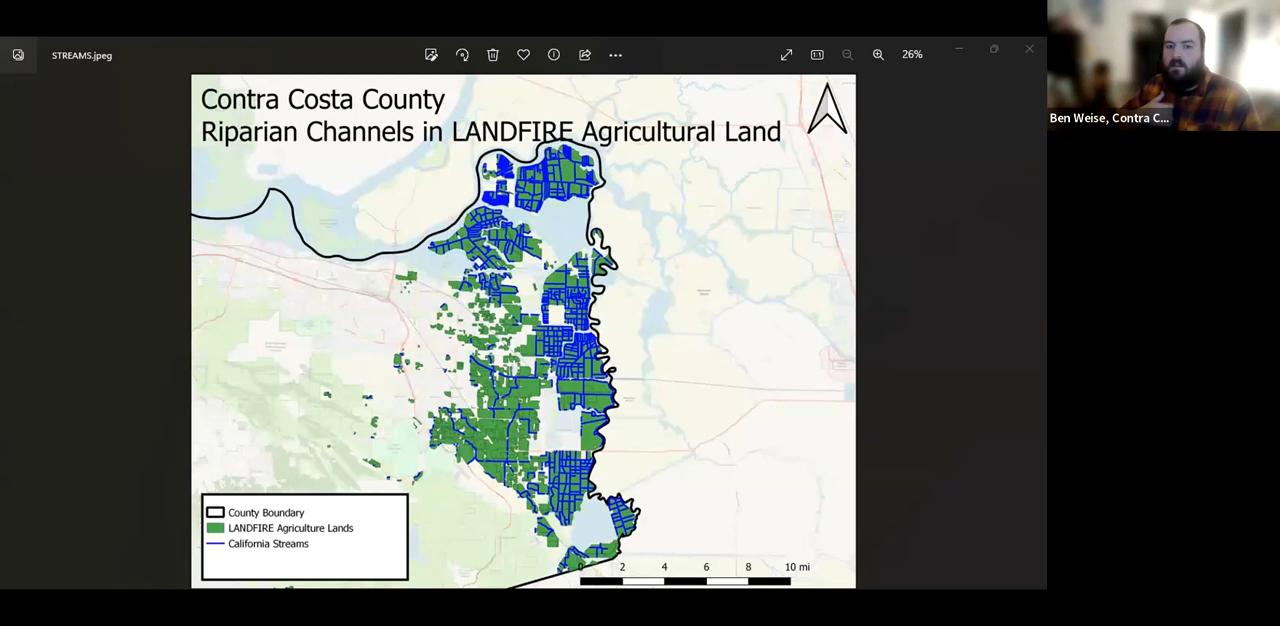 STREAMS.jpeg
26%
Contra Costa County
Riparian Channels in LANDFIRE Agricultural Land
County Boundary
LANDFIRE Agriculture Lands
California Streams
0 2 4 6 8 10 mi
Ben Weise, Contra C...